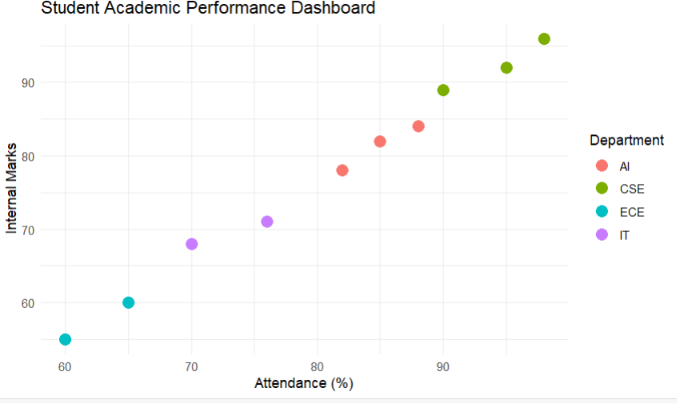 Student Academic Performance Dashboard
90
80
70
60
Internal Marks
60 70 80 90
Attendance (%)
Department
AI
CSE
ECE
IT